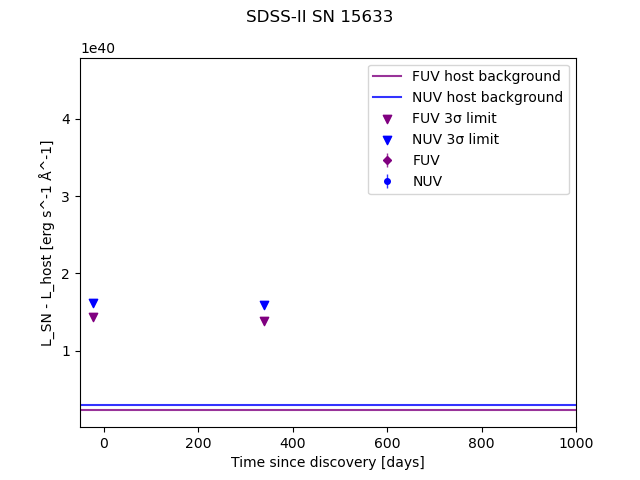 SDSS-II SN 15633
1e40
FUV host background
NUV host background
FUV 3σ limit
NUV 3σ limit
FUV
NUV
4
3
2
1
L_SN - L_host [erg s^-1 Å^-1]
0 200 400 600 800 1000
Time since discovery [days]